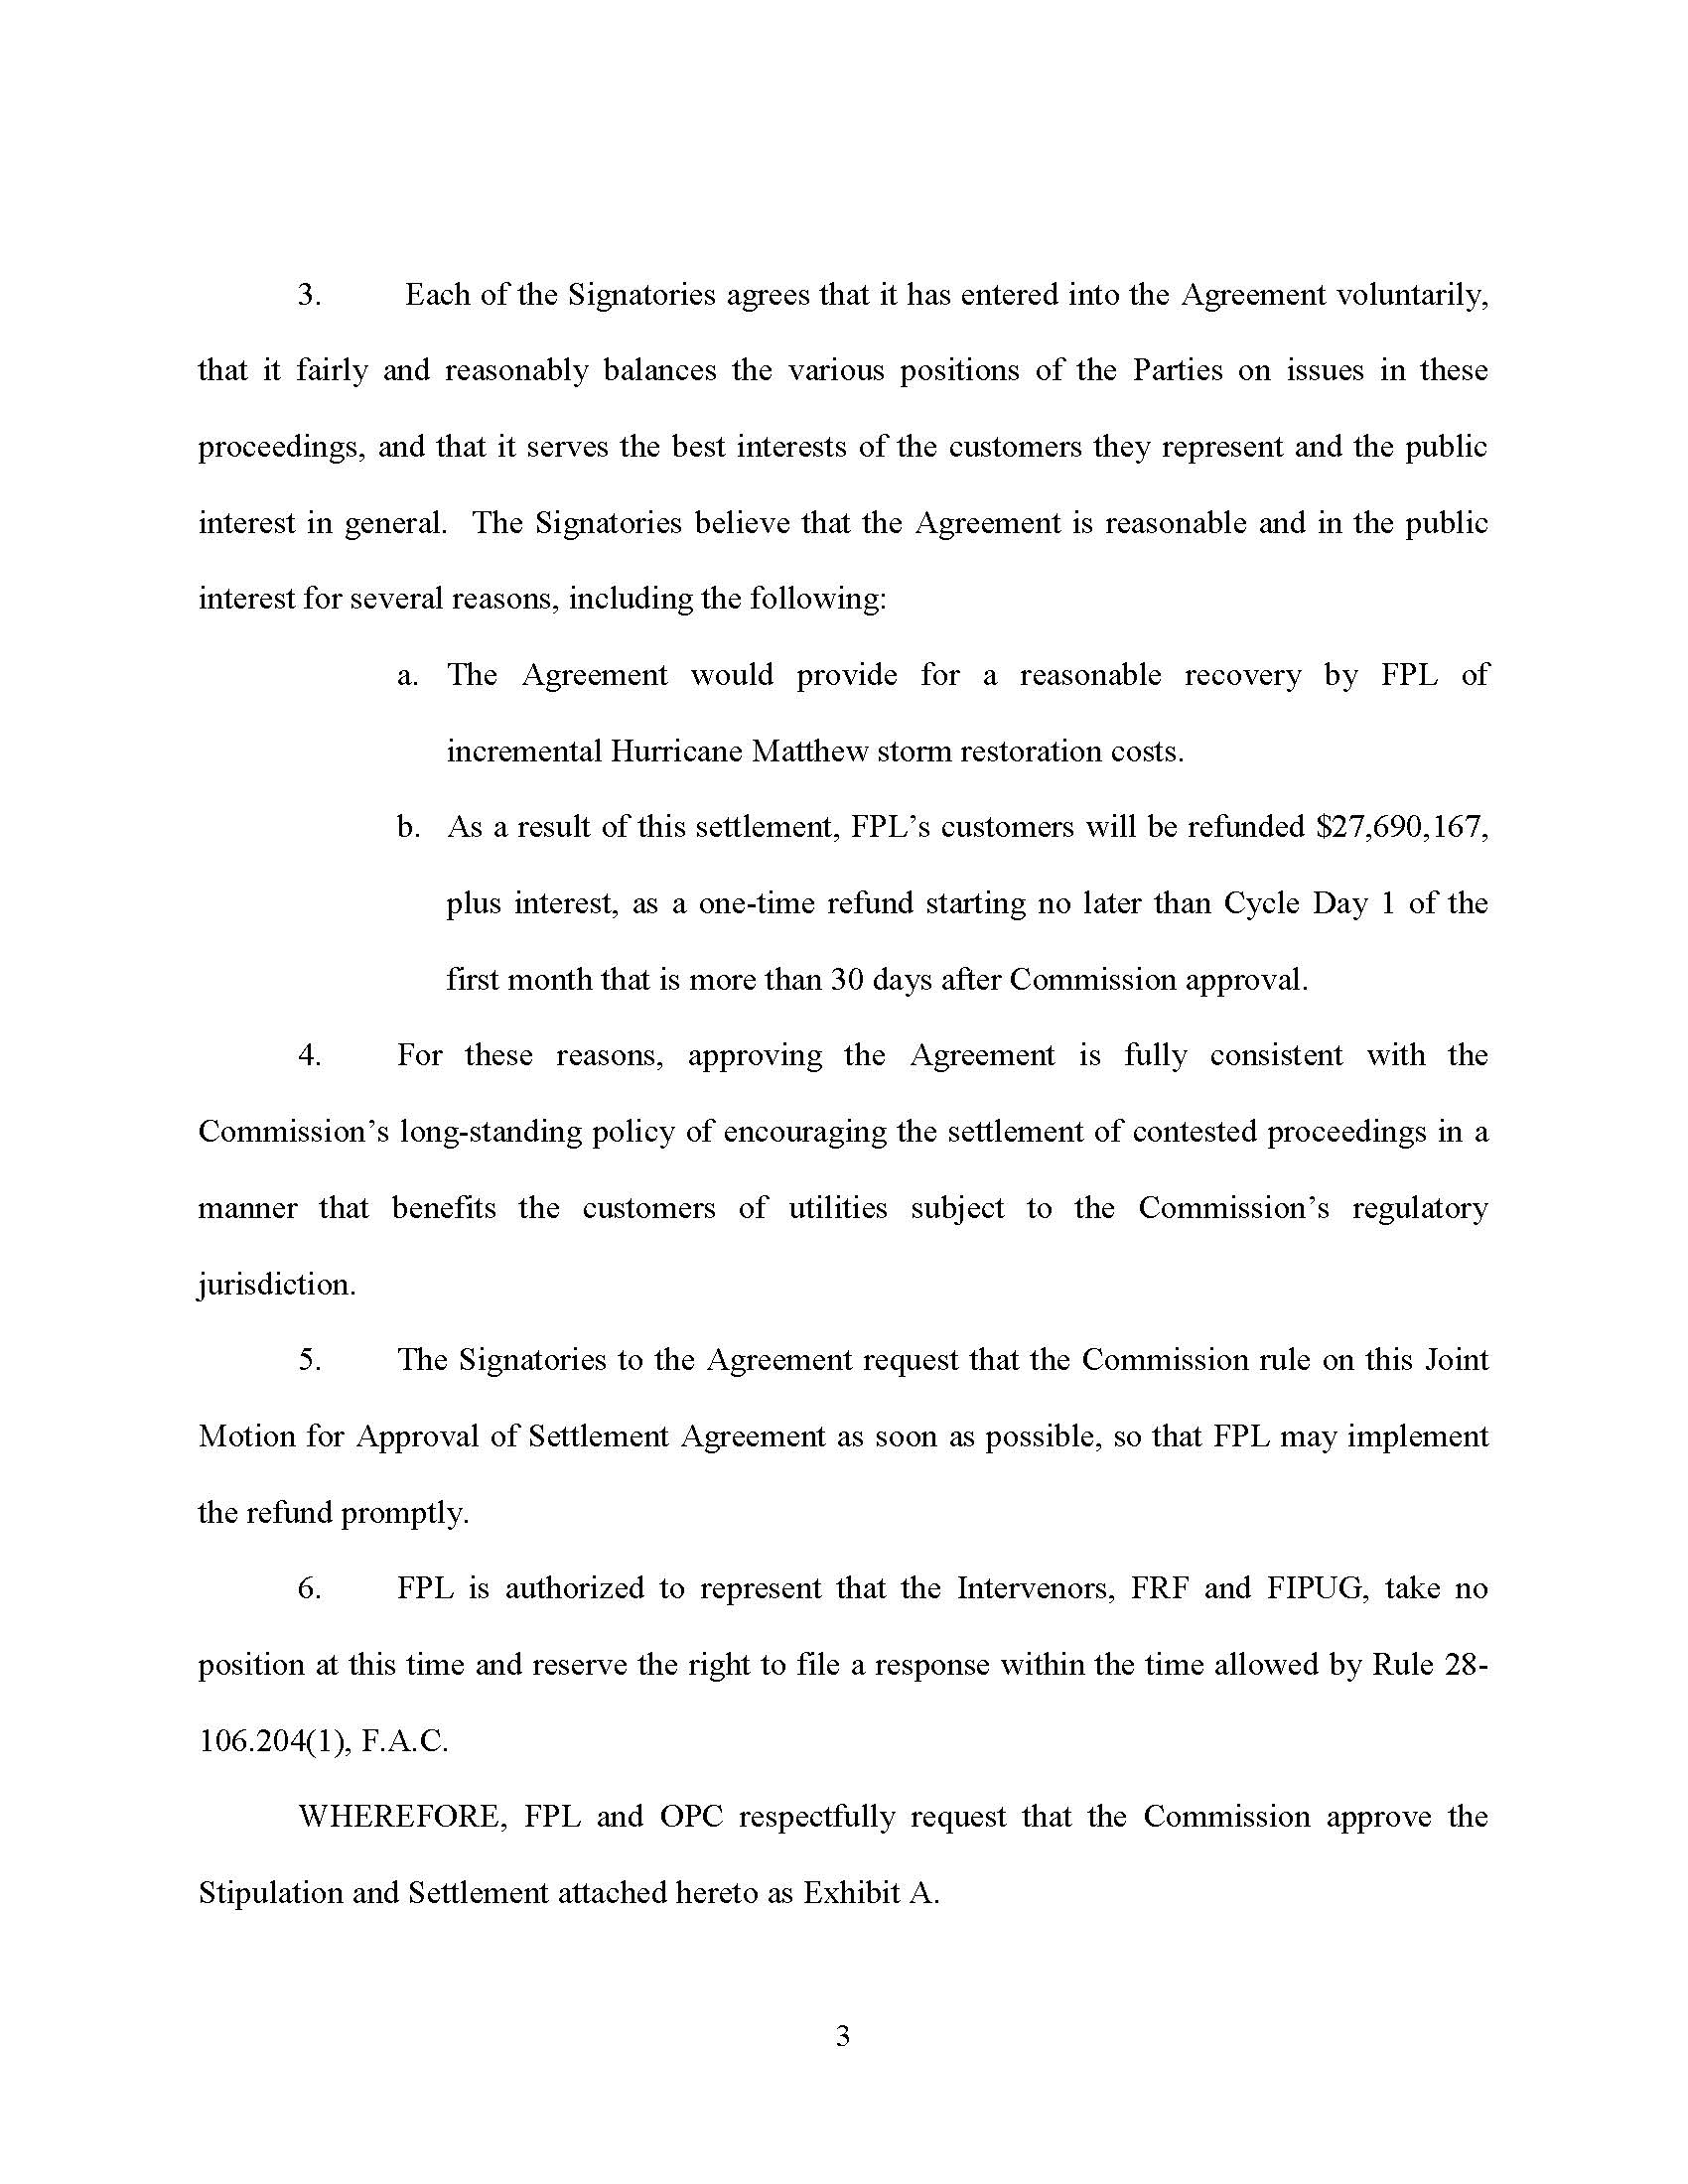 3. Each of the Signatories agrees that it has entered into the Agreement voluntarily,
that it fairly and reasonably balances the various positions of the Parties on issues in these
proceedings, and that it serves the best interests of the customers they represent and the public
interest in general. The Signatories believe that the Agreement is reasonable and in the public
interest for several reasons, including the following:
a. The Agreement would provide for a reasonable recovery by FPL of
incremental Hurricane Matthew storm restoration costs.
b. As a result of this settlement, FPL’s customers will be refunded $27,690,167,
plus interest, as a one-time refund starting no later than Cycle Day 1 of the
first month that is more than 30 days after Commission approval.
4. For these reasons, approving the Agreement is fully consistent with the
Commission’s long-standing policy of encouraging the settlement of contested proceedings in a
manner that benefits the customers of utilities subject to the Commission’s regulatory
jurisdiction.
5. The Signatories to the Agreement request that the Commission rule on this Joint
Motion for Approval of Settlement Agreement as soon as possible, so that FPL may implement
the refund promptly.
6. FPL is authorized to represent that the Intervenors, FRF and FIPUG, take no
position at this time and reserve the right to file a response within the time allowed by Rule 28-
106.204(1), F.A.C.
WHEREFORE, FPL and OPC respectfully request that the Commission approve the
Stipulation and Settlement attached hereto as Exhibit A.
3